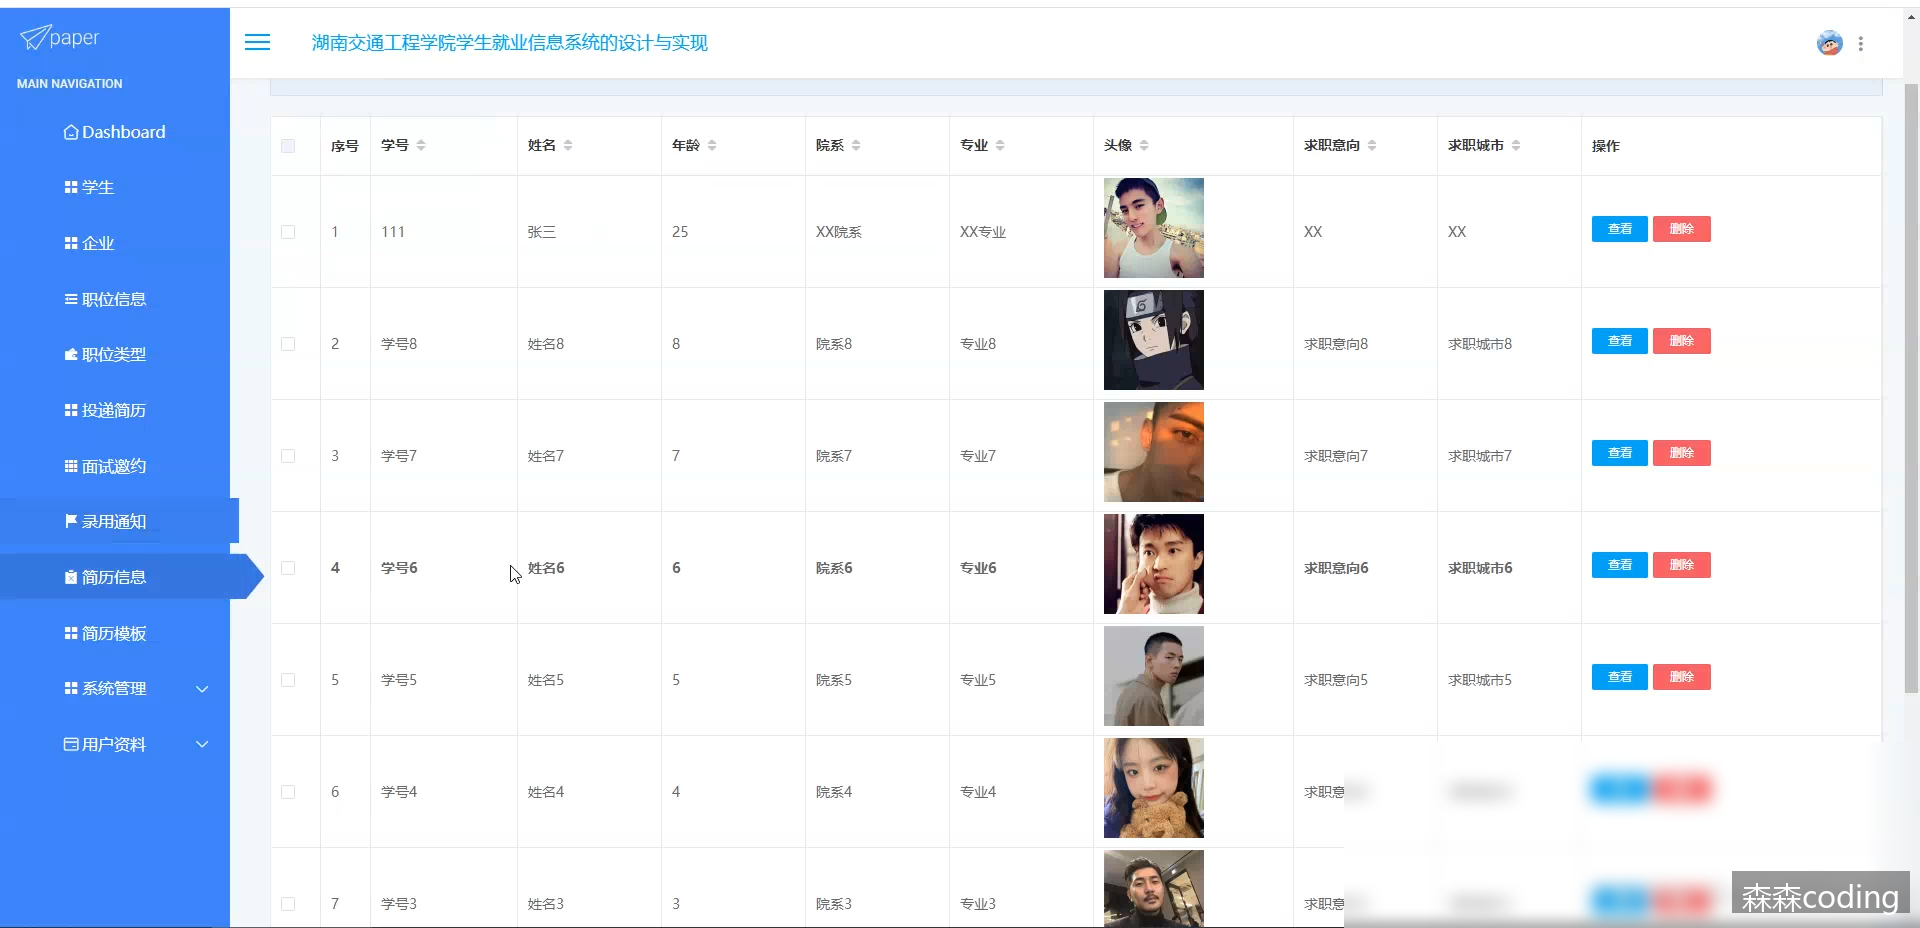 paper
湖南交通工程学院学生就业信息系统的设计与实现
MAIN NAVIGATION
Dashboard
学生
企业
职位信息
职位类型
投递简历
面试邀约
录用通知
简历信息
简历模板
系统管理
用户资料
序号 学号 姓名 年龄 院系 专业 头像 求职意向 求职城市 操作
1 111 张三 25 XX院系 XX专业 XX XX 查看 删除
2 学号8 姓名8 8 院系8 专业8 求职意向8 求职城市8 查看 删除
3 学号7 姓名7 7 院系7 专业7 求职意向7 求职城市7 查看 删除
4 学号6 姓名6 6 院系6 专业6 求职意向6 求职城市6 查看 删除
5 学号5 姓名5 5 院系5 专业5 求职意向5 求职城市5 查看 删除
6 学号4 姓名4 4 院系4 专业4 求职意
7 学号3 姓名3 3 院系3 专业3 求职意
森森coding